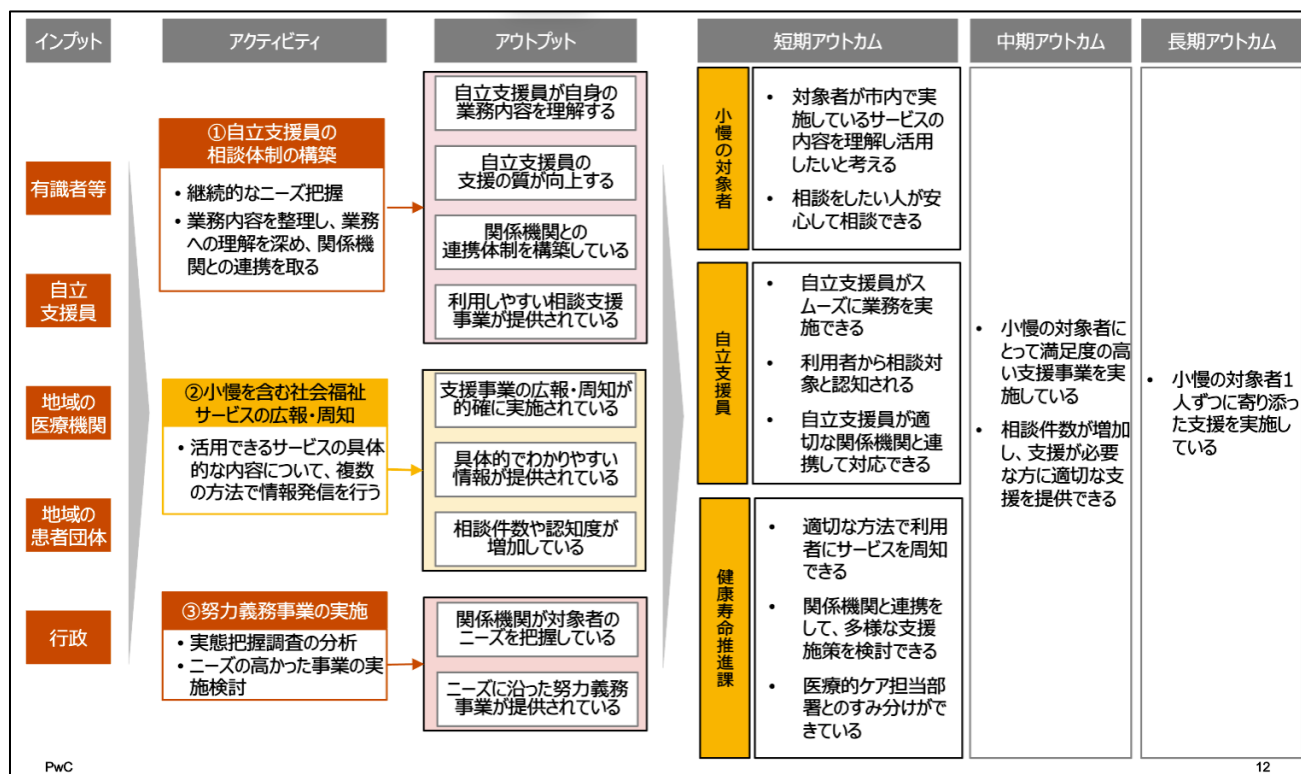 インプット
アクティビティ
アウトプット
短期アウトカム
中期アウトカム
長期アウトカム
有識者等
自立
支援員
地域の
医療機関
地域の
患者団体
行政
①自立支援員の
相談体制の構築
• 継続的なニーズ把握
• 業務内容を整理し、業務
への理解を深め、関係機
関との連携を取る
②小慢を含む社会福祉
サービスの広報・周知
• 活用できるサービスの具体
的な内容について、複数
の方法で情報発信を行う
③努力義務事業の実施
• 実態把握調査の分析
• ニーズの高かった事業の実
施検討
自立支援員が自身の
業務内容を理解する
自立支援員の
支援の質が向上する
関係機関との
連携体制を構築している
利用しやすい相談支援
事業が提供されている
支援事業の広報・周知が
的確に実施されている
具体的でわかりやすい
情報が提供されている
相談件数や認知度が
増加している
関係機関が対象者の
ニーズを把握している
ニーズに沿った努力義務
事業が提供されている
小慢の対象者
• 対象者が市内で実
施しているサービスの
内容を理解し活用
したいと考える
• 相談をしたい人が安
心して相談できる
自立支援員
• 自立支援員がス
ムーズに業務を実
施できる
• 利用者から相談対
象と認知される
• 自立支援員が適
切な関係機関と連
携して対応できる
健康寿命推進課
• 適切な方法で利用
者にサービスを周知
できる
• 関係機関と連携を
して、多様な支援
施策を検討できる
• 医療的ケア担当部
署とのすみ分けがで
きている
• 小慢の対象者に
とって満足度の高
い支援事業を実
施している
• 相談件数が増加
し、支援が必要
な方に適切な支
援を提供できる
• 小慢の対象者1
人ずつに寄り添っ
た支援を実施し
ている
PwC
12